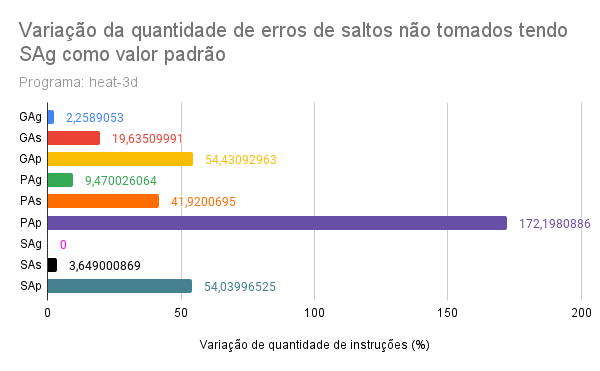 Variação da quantidade de erros de saltos não tomados tendo
SAg como valor padrão
Programa: heat-3d
GAg 2,2589053
GAs 19,63509991
GAp 54,43092963
PAg 9,470026064
PAs 41,9200695
PAp 172,1980886
SAg 0
SAs 3,649000869
SAp 54,03996525
0 50 100 150 200
Variação de quantidade de instruções (%)